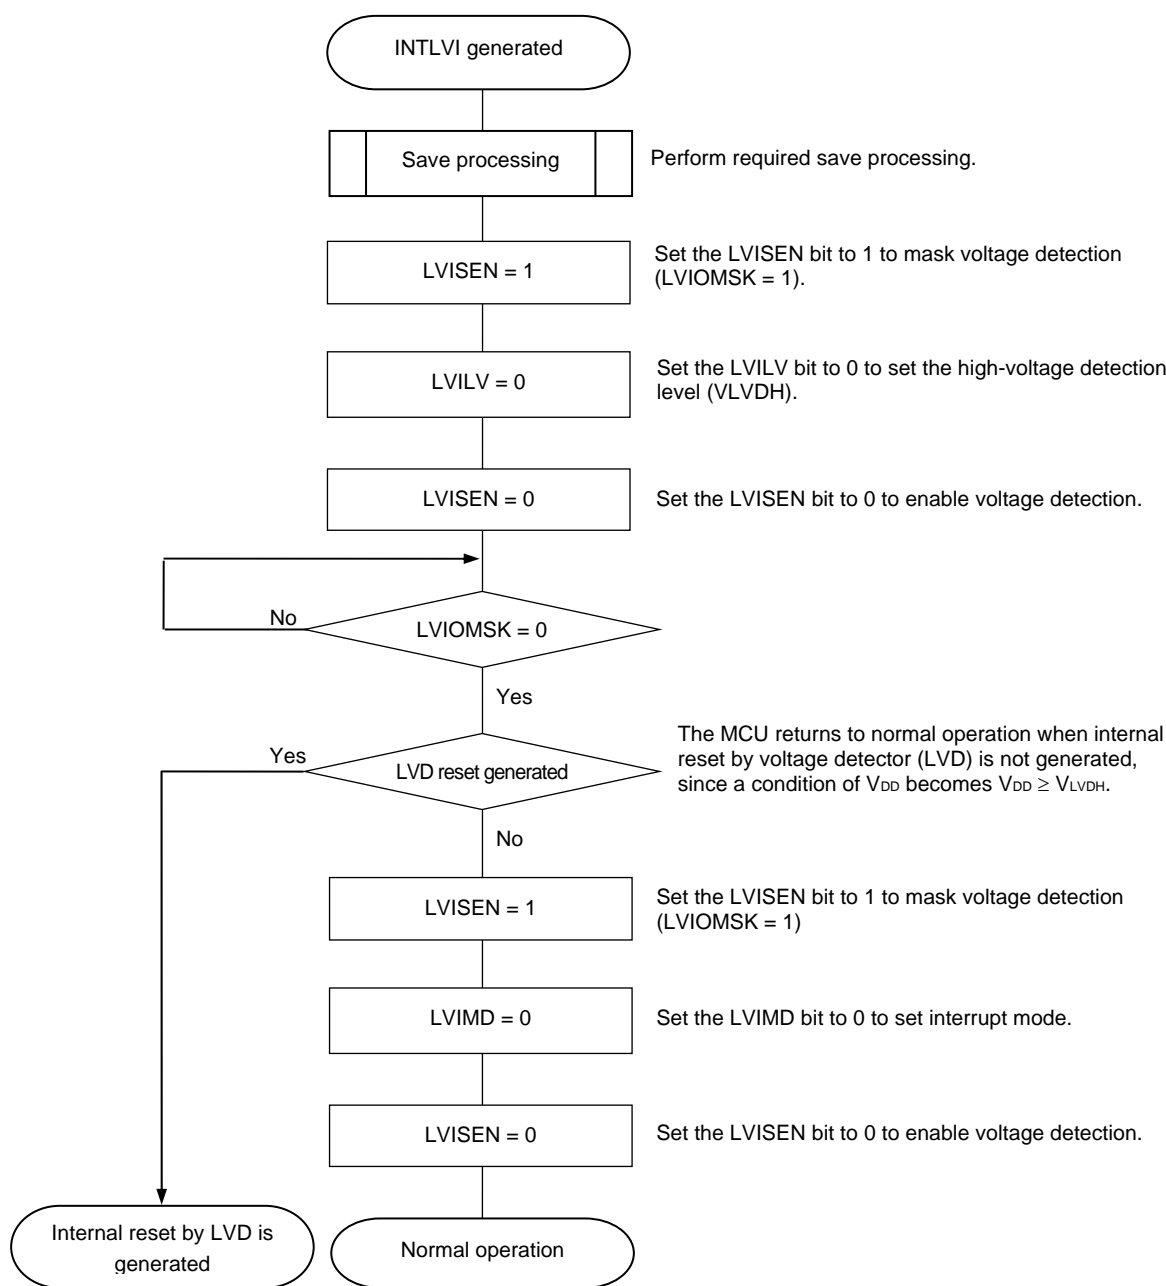 INTLVI generated
Save processing
Perform required save processing.
LVISEN = 1
Set the LVISEN bit to 1 to mask voltage detection
(LVIOMSK = 1).
LVILV = 0
Set the LVILV bit to 0 to set the high-voltage detection
level (VLVDH).
LVISEN = 0
Set the LVISEN bit to 0 to enable voltage detection.
No
LVIOMSK = 0
Yes
Yes
LVD reset generated
The MCU returns to normal operation when internal
reset by voltage detector (LVD) is not generated,
since a condition of VDD becomes VDD ≥ VLVDH.
No
LVISEN = 1
Set the LVISEN bit to 1 to mask voltage detection
(LVIOMSK = 1)
LVIMD = 0
Set the LVIMD bit to 0 to set interrupt mode.
LVISEN = 0
Set the LVISEN bit to 0 to enable voltage detection.
Internal reset by LVD is
generated
Normal operation